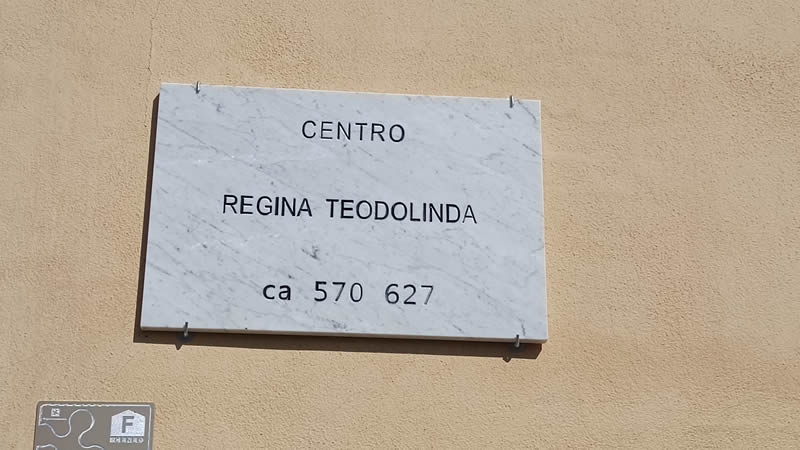 CENTRO
REGINA TEODOLINDA
ca 570 627
F